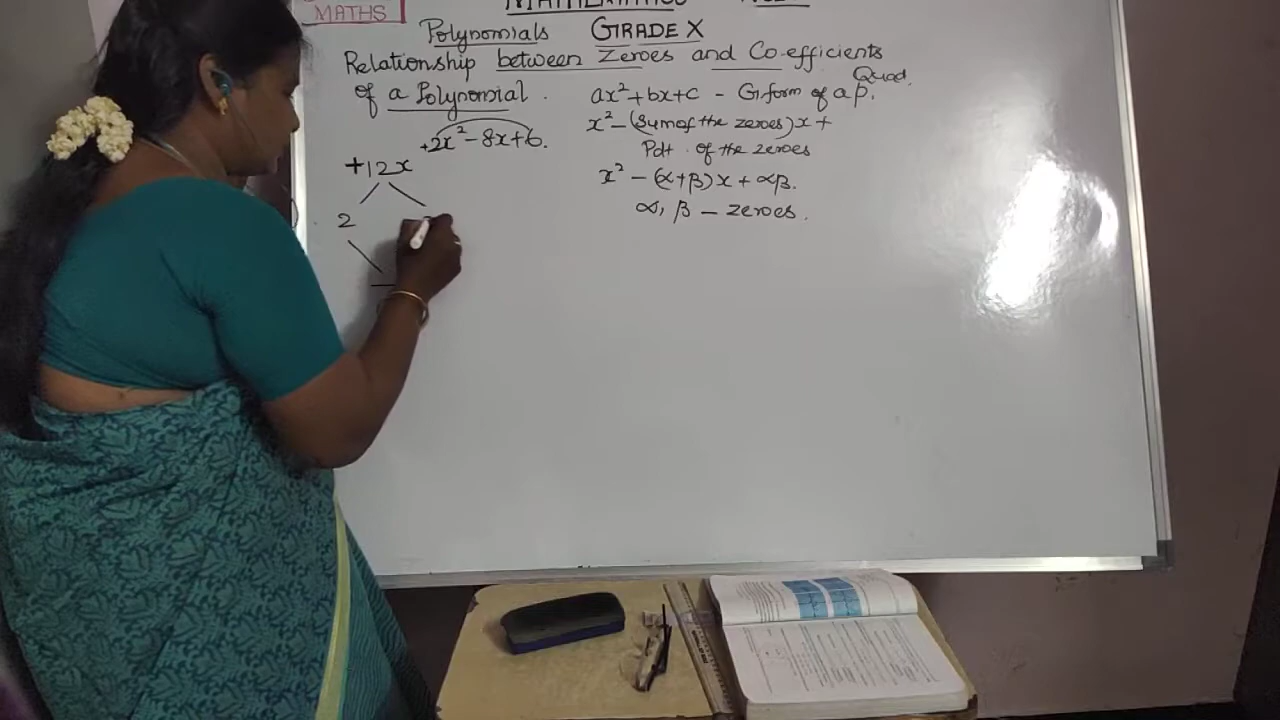 MATHS
Polynomials GRADE X
Relationship between Zeroes and Co-efficients
of a Polynomial.
ax² + bx + c - G.form of a p.
Quad.
+2x² - 8x + 6.
x² - (Sum of the zeroes)x +
Pdt. of the zeroes
+12x
x² - (α+β)x + αβ.
2
α, β - zeroes.